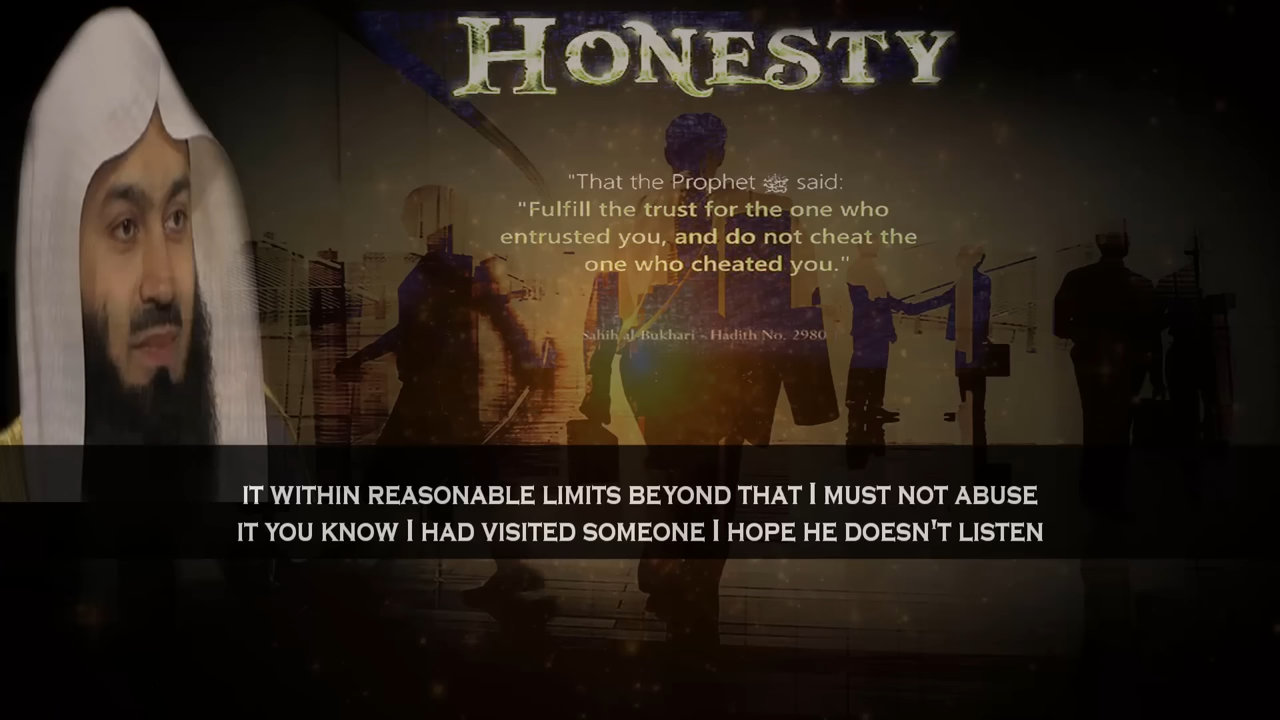 HONESTY
"That the Prophet ﷺ said:
"Fulfill the trust for the one who
entrusted you, and do not cheat the
one who cheated you."
Sahih al-Bukhari - Hadith No. 2980
IT WITHIN REASONABLE LIMITS BEYOND THAT I MUST NOT ABUSE
IT YOU KNOW I HAD VISITED SOMEONE I HOPE HE DOESN'T LISTEN